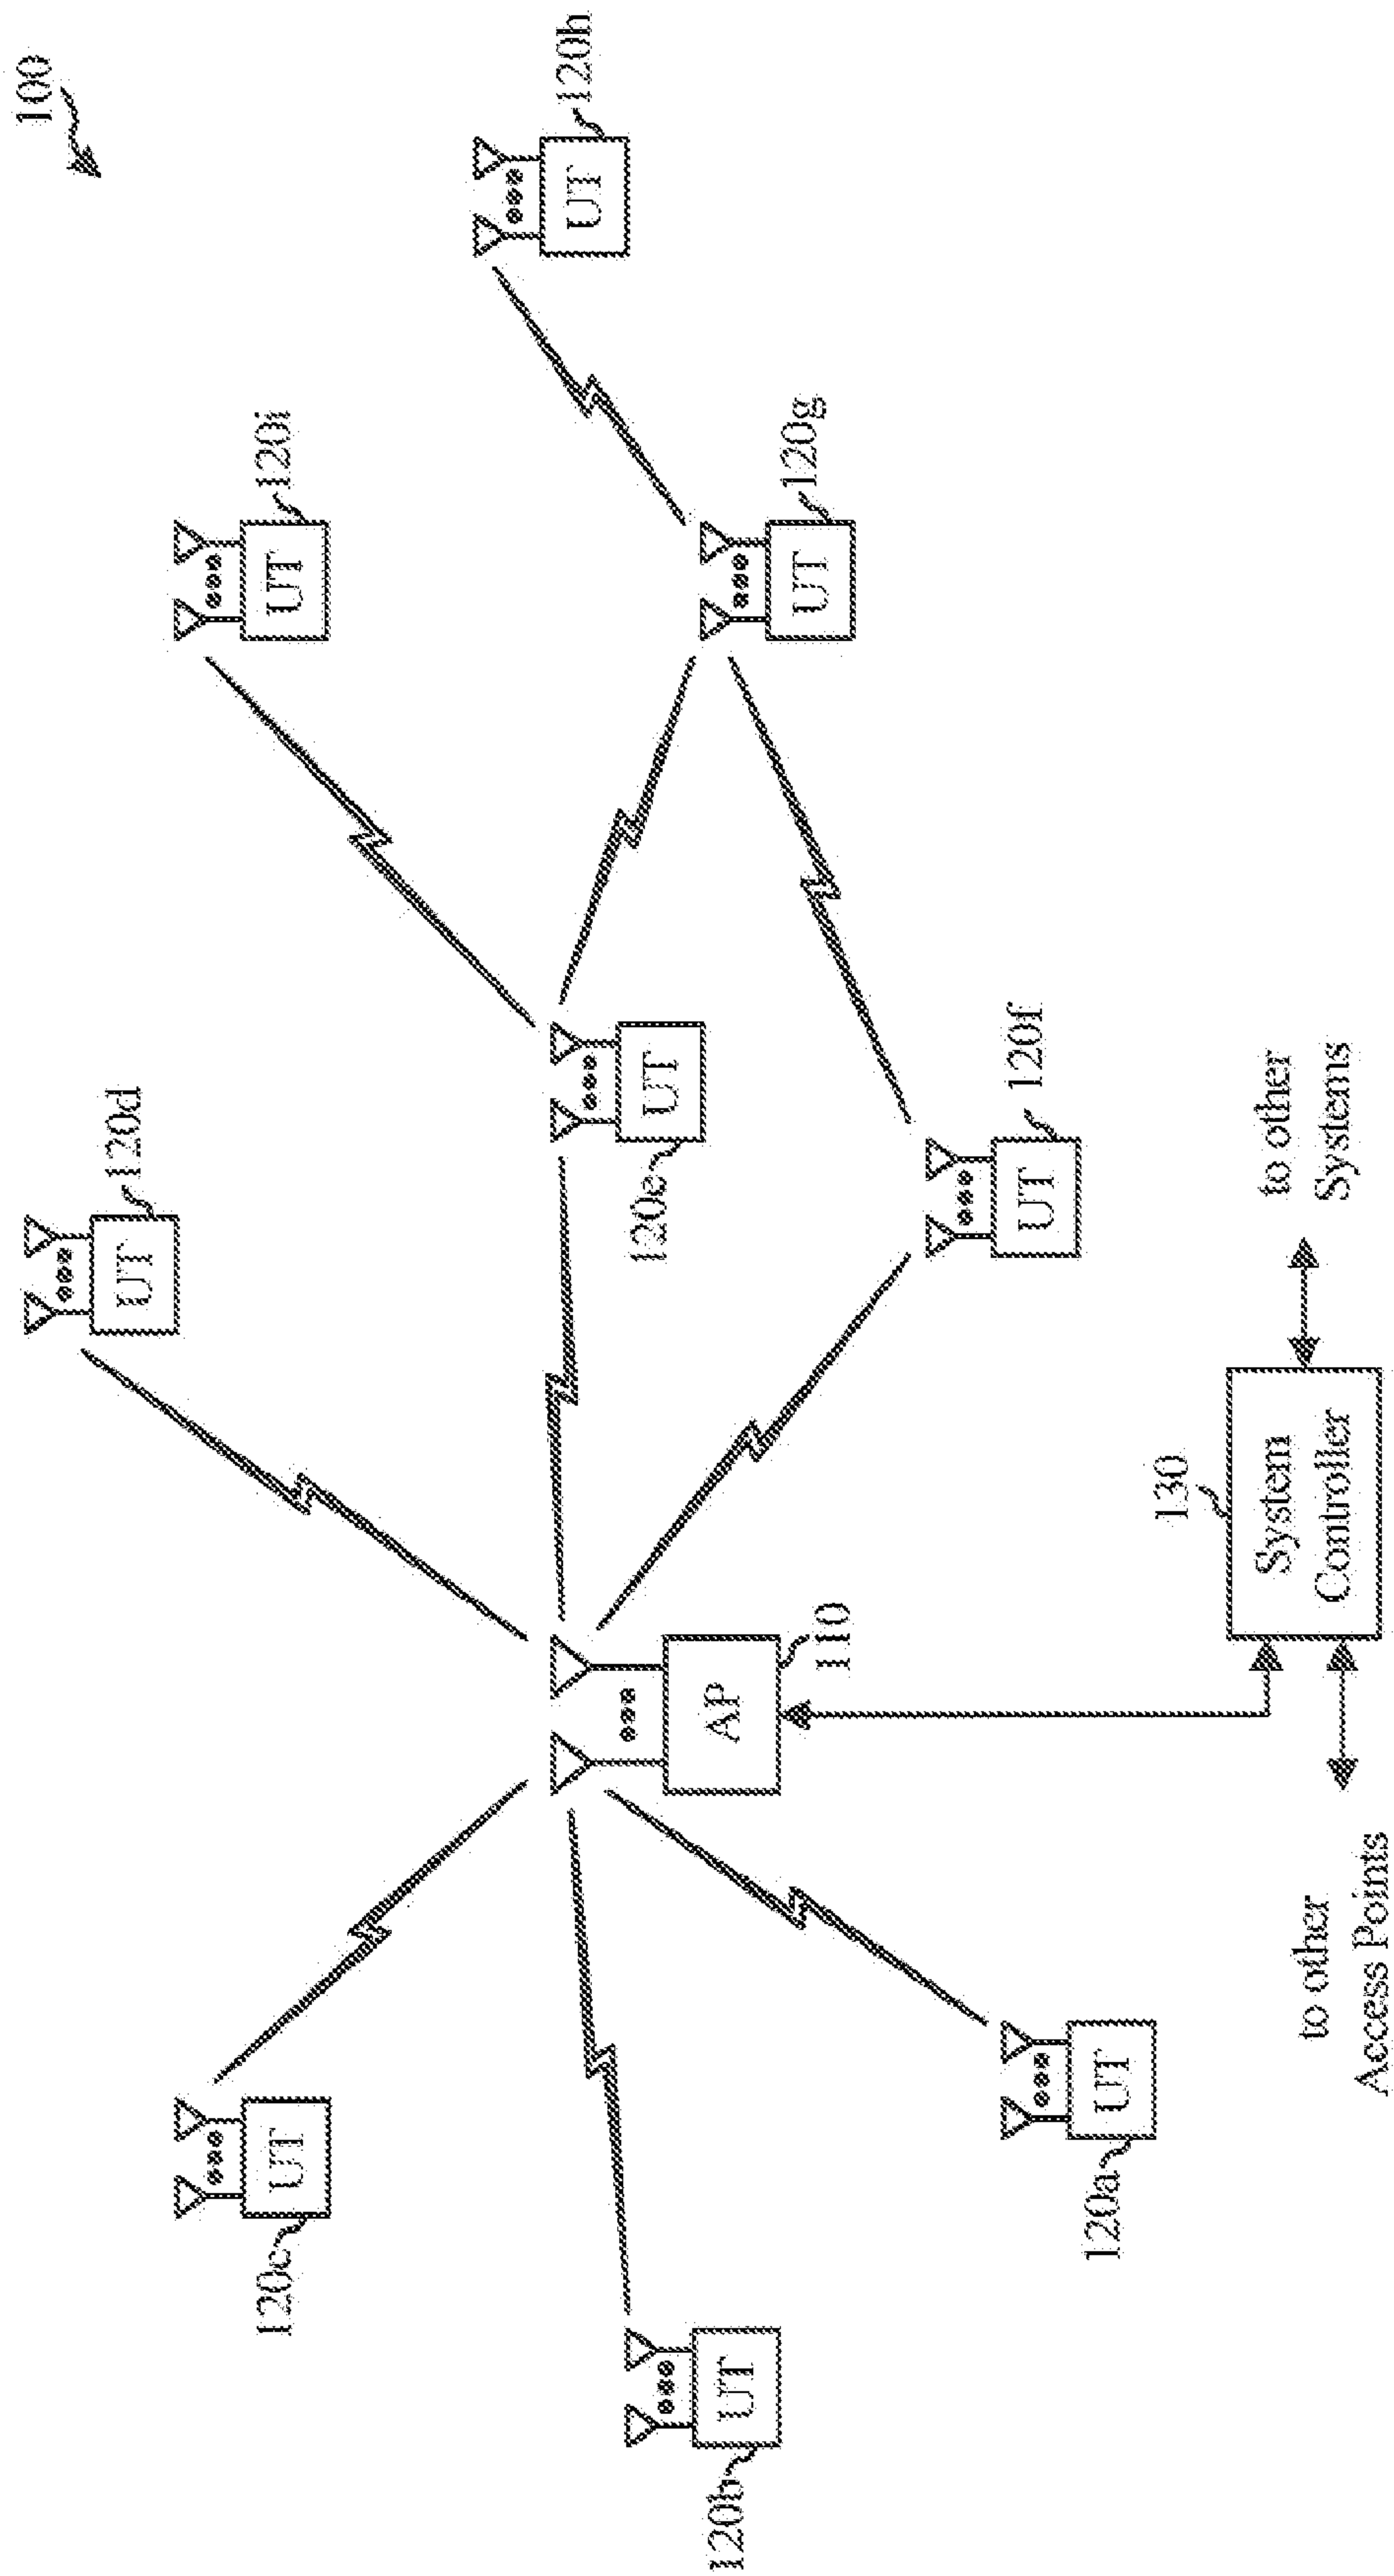 100
UT
120d
UT
120c
UT
120i
UT
120h
UT
120b
AP
110
UT
120e
UT
120g
UT
120a
UT
120f
130
System
Controller
to other
Access Points
to other
Systems